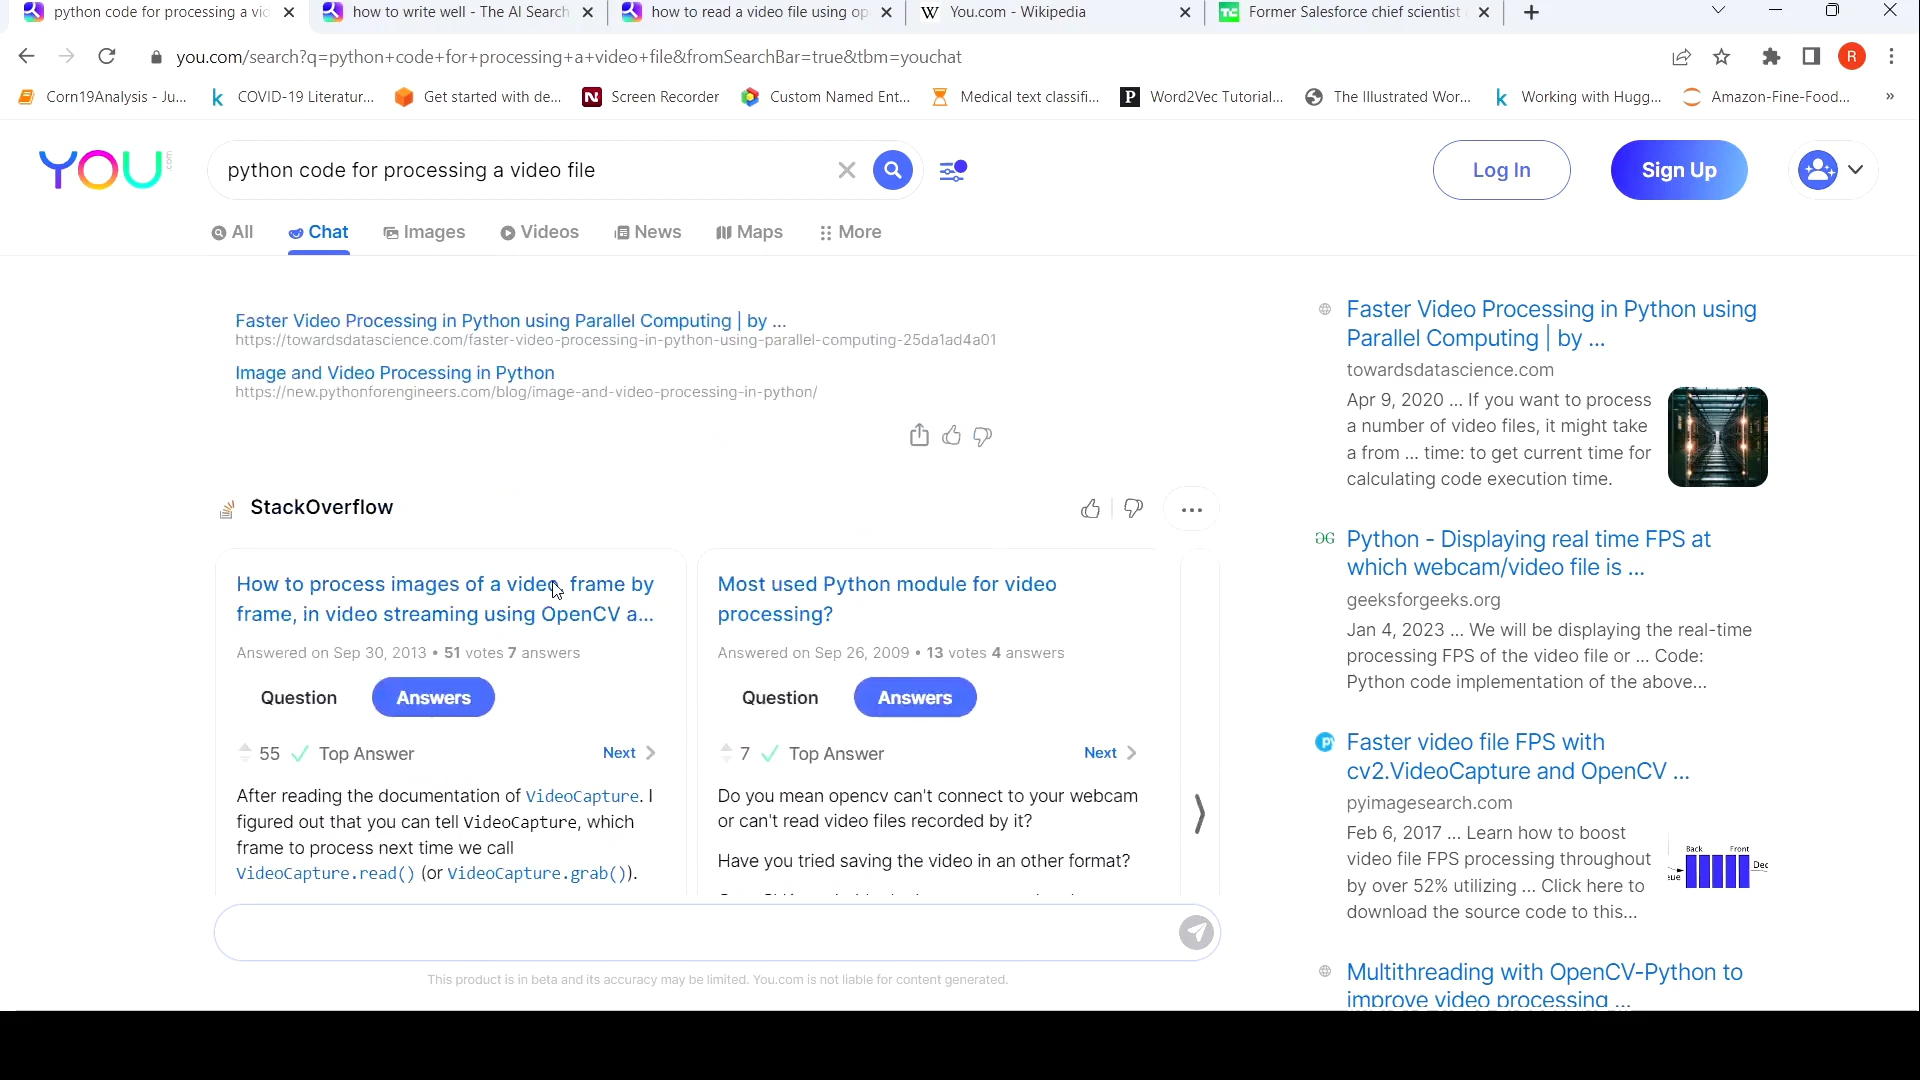 python code for processing a vic
how to write well - The AI Search
how to read a video file using op
You.com - Wikipedia
Former Salesforce chief scientist
you.com/search?q=python+code+for+processing+a+video+file&fromSearchBar=true&tbm=youchat
R
Corn19Analysis - Ju...
COVID-19 Literatur...
Get started with de...
Screen Recorder
Custom Named Ent...
Medical text classifi...
Word2Vec Tutorial...
The Illustrated Wor...
Working with Hugg...
Amazon-Fine-Food...
YOU.com
python code for processing a video file
Log In
Sign Up
All
Chat
Images
Videos
News
Maps
More
Faster Video Processing in Python using Parallel Computing | by ...
https://towardsdatascience.com/faster-video-processing-in-python-using-parallel-computing-25da1ad4a01
Image and Video Processing in Python
https://new.pythonforengineers.com/blog/image-and-video-processing-in-python/
StackOverflow
How to process images of a video, frame by
frame, in video streaming using OpenCV a...
Answered on Sep 30, 2013 • 51 votes 7 answers
Question
Answers
55
Top Answer
Next
After reading the documentation of VideoCapture. I
figured out that you can tell VideoCapture, which
frame to process next time we call
VideoCapture.read() (or VideoCapture.grab()).
Most used Python module for video
processing?
Answered on Sep 26, 2009 • 13 votes 4 answers
Question
Answers
7
Top Answer
Next
Do you mean opencv can't connect to your webcam
or can't read video files recorded by it?
Have you tried saving the video in an other format?
This product is in beta and its accuracy may be limited. You.com is not liable for content generated.
Faster Video Processing in Python using
Parallel Computing | by ...
towardsdatascience.com
Apr 9, 2020 ... If you want to process
a number of video files, it might take
a from ... time: to get current time for
calculating code execution time.
Python - Displaying real time FPS at
which webcam/video file is ...
geeksforgeeks.org
Jan 4, 2023 ... We will be displaying the real-time
processing FPS of the video file or ... Code:
Python code implementation of the above...
Faster video file FPS with
cv2.VideoCapture and OpenCV ...
pyimagesearch.com
Feb 6, 2017 ... Learn how to boost
video file FPS processing throughout
by over 52% utilizing ... Click here to
download the source code to this...
Back
Front
Dec
ue
Multithreading with OpenCV-Python to
improve video processing ...